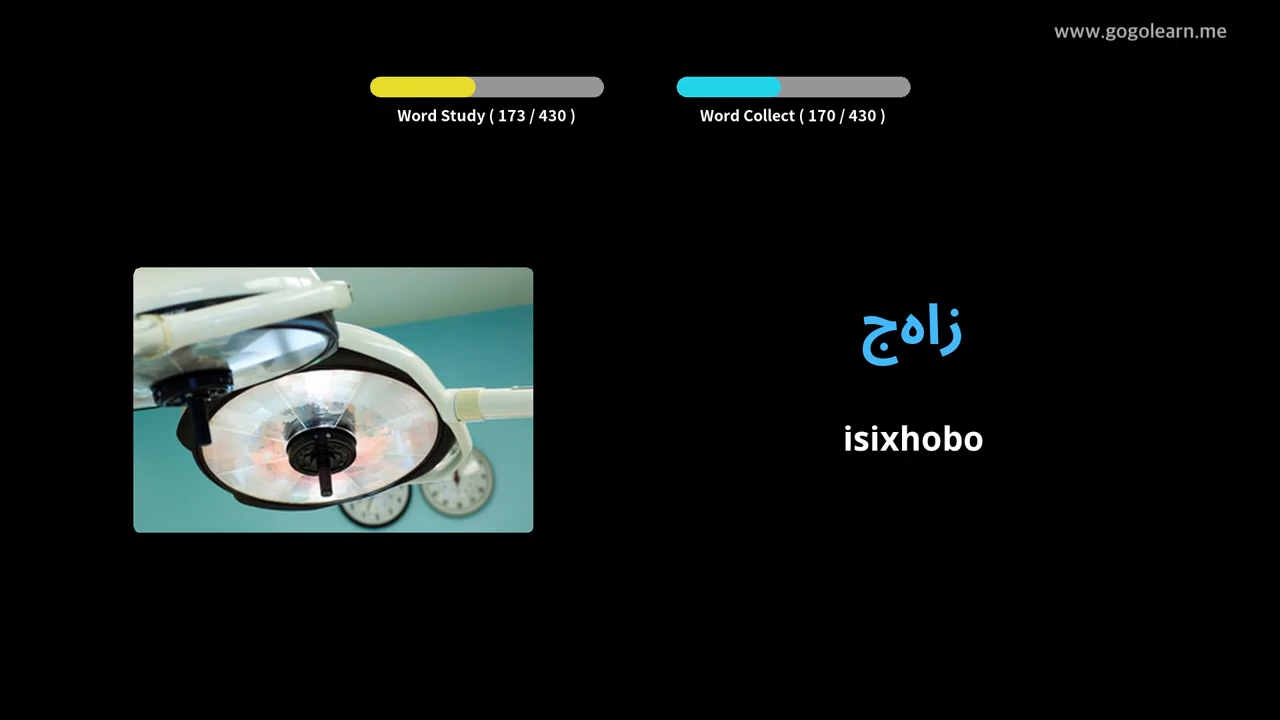 www.gogolearn.me
Word Study ( 173 / 430 )
Word Collect ( 170 / 430 )
زاهج
isixhobo